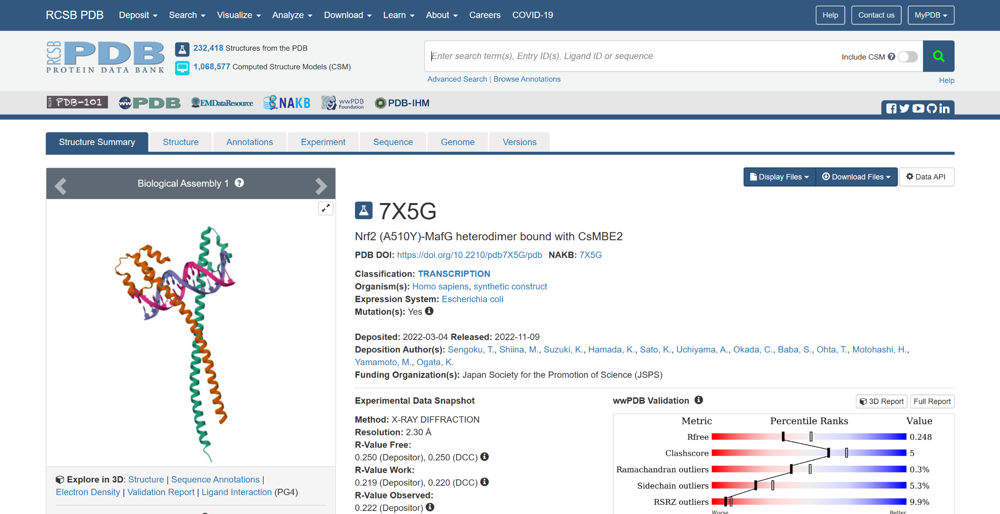 RCSB PDB Deposit Search Visualize Analyze Download Learn About Careers COVID-19 Help Contact us MyPDB
RCSB PDB PROTEIN DATA BANK
232,418 Structures from the PDB
1,068,577 Computed Structure Models (CSM)
Enter search term(s), Entry ID(s), Ligand ID or sequence Include CSM
Advanced Search | Browse Annotations Help
RCSB PDB-101 wwPDB EMDataResource NAKB wwPDB Foundation PDB-IHM
Structure Summary Structure Annotations Experiment Sequence Genome Versions
Biological Assembly 1
Display Files Download Files Data API
7X5G
Nrf2 (A510Y)-MafG heterodimer bound with CsMBE2
PDB DOI: https://doi.org/10.2210/pdb7X5G/pdb NAKB: 7X5G
Classification: TRANSCRIPTION
Organism(s): Homo sapiens, synthetic construct
Expression System: Escherichia coli
Mutation(s): Yes
Deposited: 2022-03-04 Released: 2022-11-09
Deposition Author(s): Sengoku, T., Shiina, M., Suzuki, K., Hamada, K., Sato, K., Uchiyama, A., Okada, C., Baba, S., Ohta, T., Motohashi, H.,
Yamamoto, M., Ogata, K.
Funding Organization(s): Japan Society for the Promotion of Science (JSPS)
Explore in 3D: Structure | Sequence Annotations |
Electron Density | Validation Report | Ligand Interaction (PG4)
Experimental Data Snapshot
Method: X-RAY DIFFRACTION
Resolution: 2.30 Å
R-Value Free:
0.250 (Depositor), 0.250 (DCC)
R-Value Work:
0.219 (Depositor), 0.220 (DCC)
R-Value Observed:
0.222 (Depositor)
wwPDB Validation 3D Report Full Report
Metric Percentile Ranks Value
Rfree 0.248
Clashscore 5
Ramachandran outliers 0.3%
Sidechain outliers 5.3%
RSRZ outliers 9.9%
Worse Better